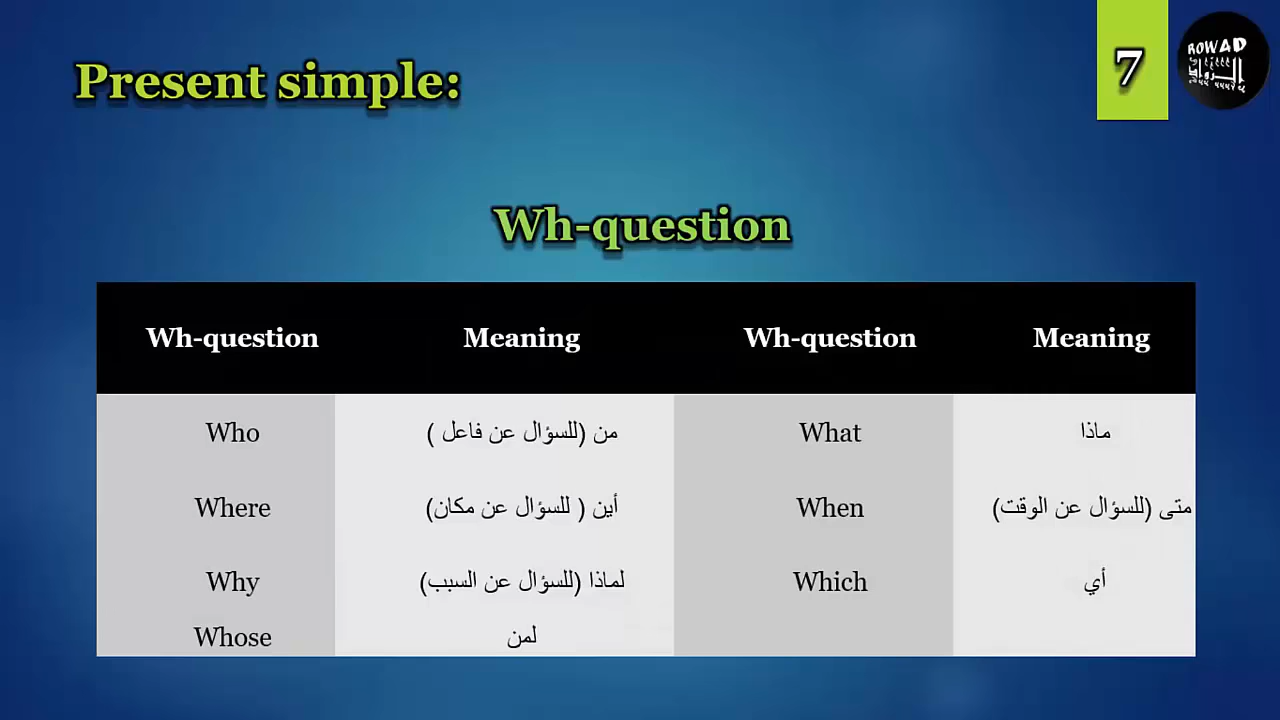 Present simple:
7
ROWAD
الرواد
Wh-question
Wh-question Meaning Wh-question Meaning
Who من (للسؤال عن فاعل ) What ماذا
Where أين ( للسؤال عن مكان) When متى (للسؤال عن الوقت)
Why لماذا (للسؤال عن السبب) Which أي
Whose لمن